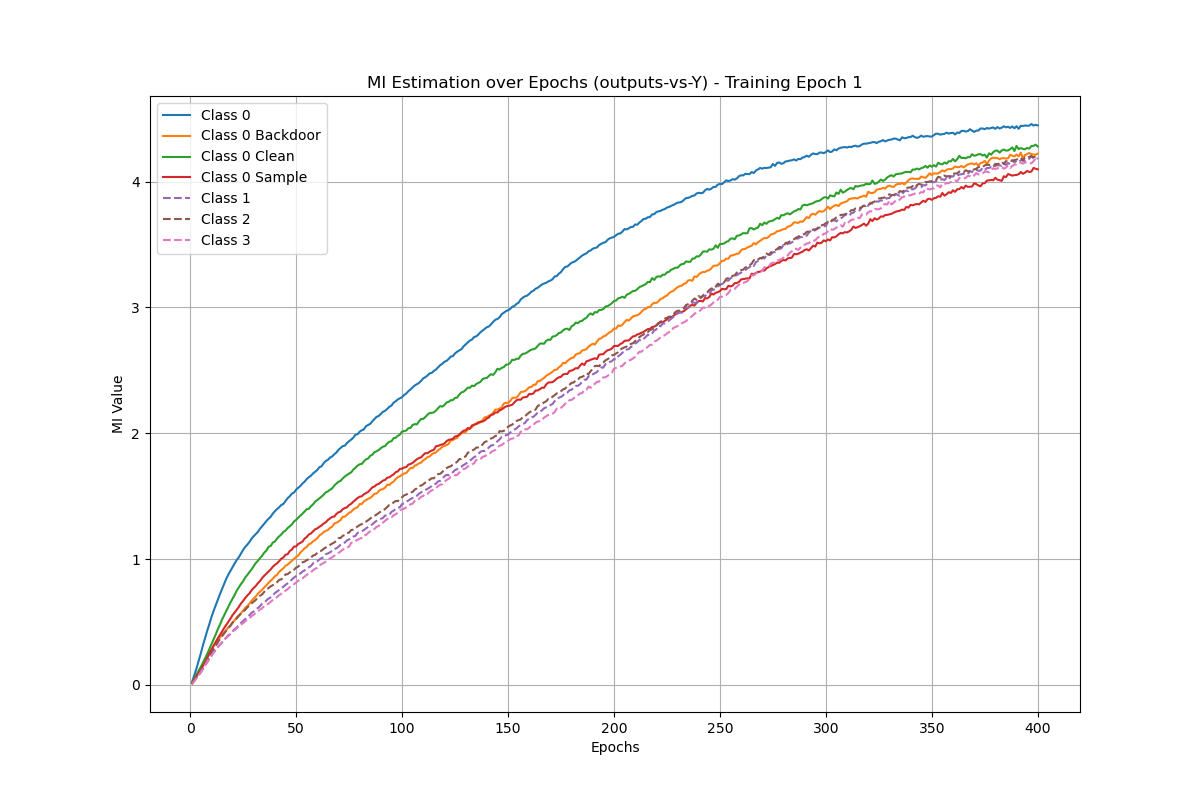 MI Estimation over Epochs (outputs-vs-Y) - Training Epoch 1
Class 0
Class 0 Backdoor
Class 0 Clean
Class 0 Sample
Class 1
Class 2
Class 3
MI Value
4
3
2
1
0
0 50 100 150 200 250 300 350 400
Epochs